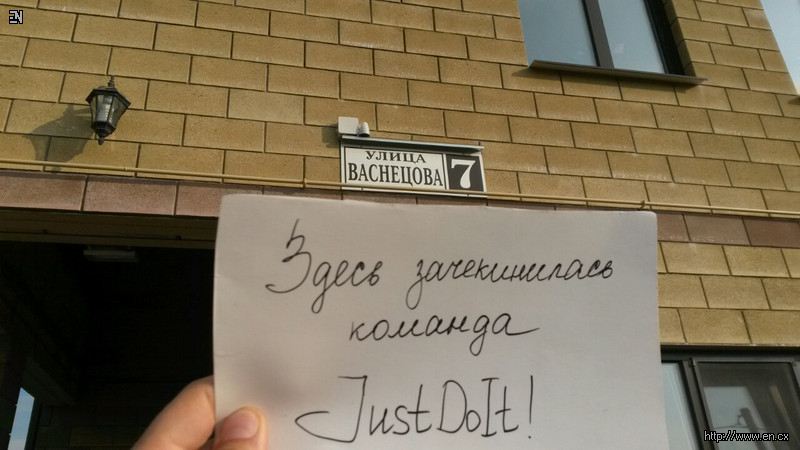 EN
УЛИЦА
ВАСНЕЦОВА 7
Здесь зачекинилась
команда
JustDoIt!
http://www.en.cx